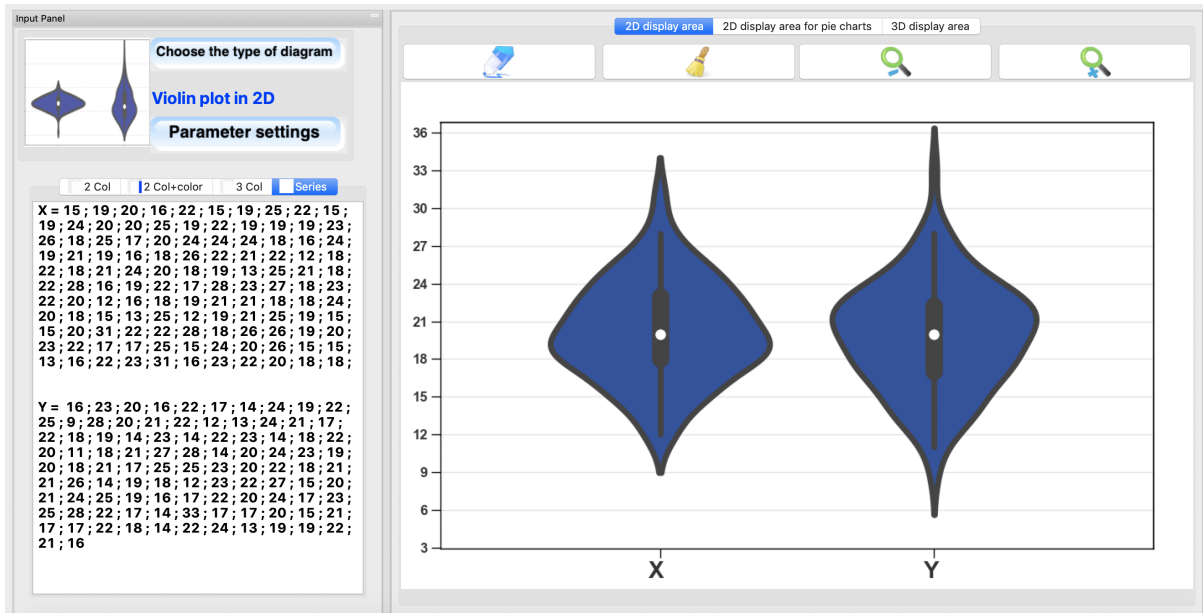 Input Panel
Choose the type of diagram
Violin plot in 2D
Parameter settings
2 Col
2 Col+color
3 Col
Series
X = 15 ; 19 ; 20 ; 16 ; 22 ; 15 ; 19 ; 25 ; 22 ; 15 ;
19 ; 24 ; 20 ; 20 ; 25 ; 19 ; 22 ; 19 ; 19 ; 19 ; 23 ;
26 ; 18 ; 25 ; 17 ; 20 ; 24 ; 24 ; 24 ; 18 ; 16 ; 24 ;
19 ; 21 ; 19 ; 16 ; 18 ; 26 ; 22 ; 21 ; 22 ; 12 ; 18 ;
22 ; 18 ; 21 ; 24 ; 20 ; 18 ; 19 ; 13 ; 25 ; 21 ; 18 ;
22 ; 28 ; 16 ; 19 ; 22 ; 17 ; 28 ; 23 ; 27 ; 18 ; 23 ;
22 ; 20 ; 12 ; 16 ; 18 ; 19 ; 21 ; 21 ; 18 ; 18 ; 24 ;
20 ; 18 ; 15 ; 13 ; 25 ; 12 ; 19 ; 21 ; 25 ; 19 ; 15 ;
15 ; 20 ; 31 ; 22 ; 22 ; 28 ; 18 ; 26 ; 26 ; 19 ; 20 ;
23 ; 22 ; 17 ; 17 ; 25 ; 15 ; 24 ; 20 ; 26 ; 15 ; 15 ;
13 ; 16 ; 22 ; 23 ; 31 ; 16 ; 23 ; 22 ; 20 ; 18 ; 18 ;
Y = 16 ; 23 ; 20 ; 16 ; 22 ; 17 ; 14 ; 24 ; 19 ; 22 ;
25 ; 9 ; 28 ; 20 ; 21 ; 22 ; 12 ; 13 ; 24 ; 21 ; 17 ;
22 ; 18 ; 19 ; 14 ; 23 ; 14 ; 22 ; 23 ; 14 ; 18 ; 22 ;
20 ; 11 ; 18 ; 21 ; 27 ; 28 ; 14 ; 20 ; 24 ; 23 ; 19 ;
20 ; 18 ; 21 ; 17 ; 25 ; 25 ; 23 ; 20 ; 22 ; 18 ; 21 ;
21 ; 26 ; 14 ; 19 ; 18 ; 12 ; 23 ; 22 ; 27 ; 15 ; 20 ;
21 ; 24 ; 25 ; 19 ; 16 ; 17 ; 22 ; 20 ; 24 ; 17 ; 23 ;
25 ; 28 ; 22 ; 17 ; 14 ; 33 ; 17 ; 17 ; 20 ; 15 ; 21 ;
17 ; 17 ; 22 ; 18 ; 14 ; 22 ; 24 ; 13 ; 19 ; 19 ; 22 ;
21 ; 16
2D display area
2D display area for pie charts
3D display area
36
33
30
27
24
21
18
15
12
9
6
3
X
Y